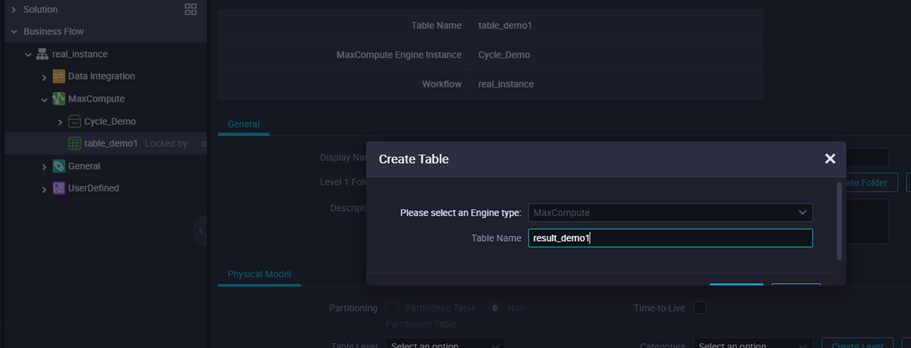 Solution
Business Flow
real_instance
Data Integration
MaxCompute
Cycle_Demo
table_demo1 Locked by
General
UserDefined
Table Name table_demo1
MaxCompute Engine Instance Cycle_Demo
Workflow real_instance
General
Display Na
Level 1 Fol
Descript
Create Table
Please select an Engine type: MaxCompute
Table Name result_demo1
ate Folder
Physical Model
Partitioning Partitioned Table Non-
Partitioned Table
Time-to-Live
Table Level Select an option
Categories Select an option Create Level